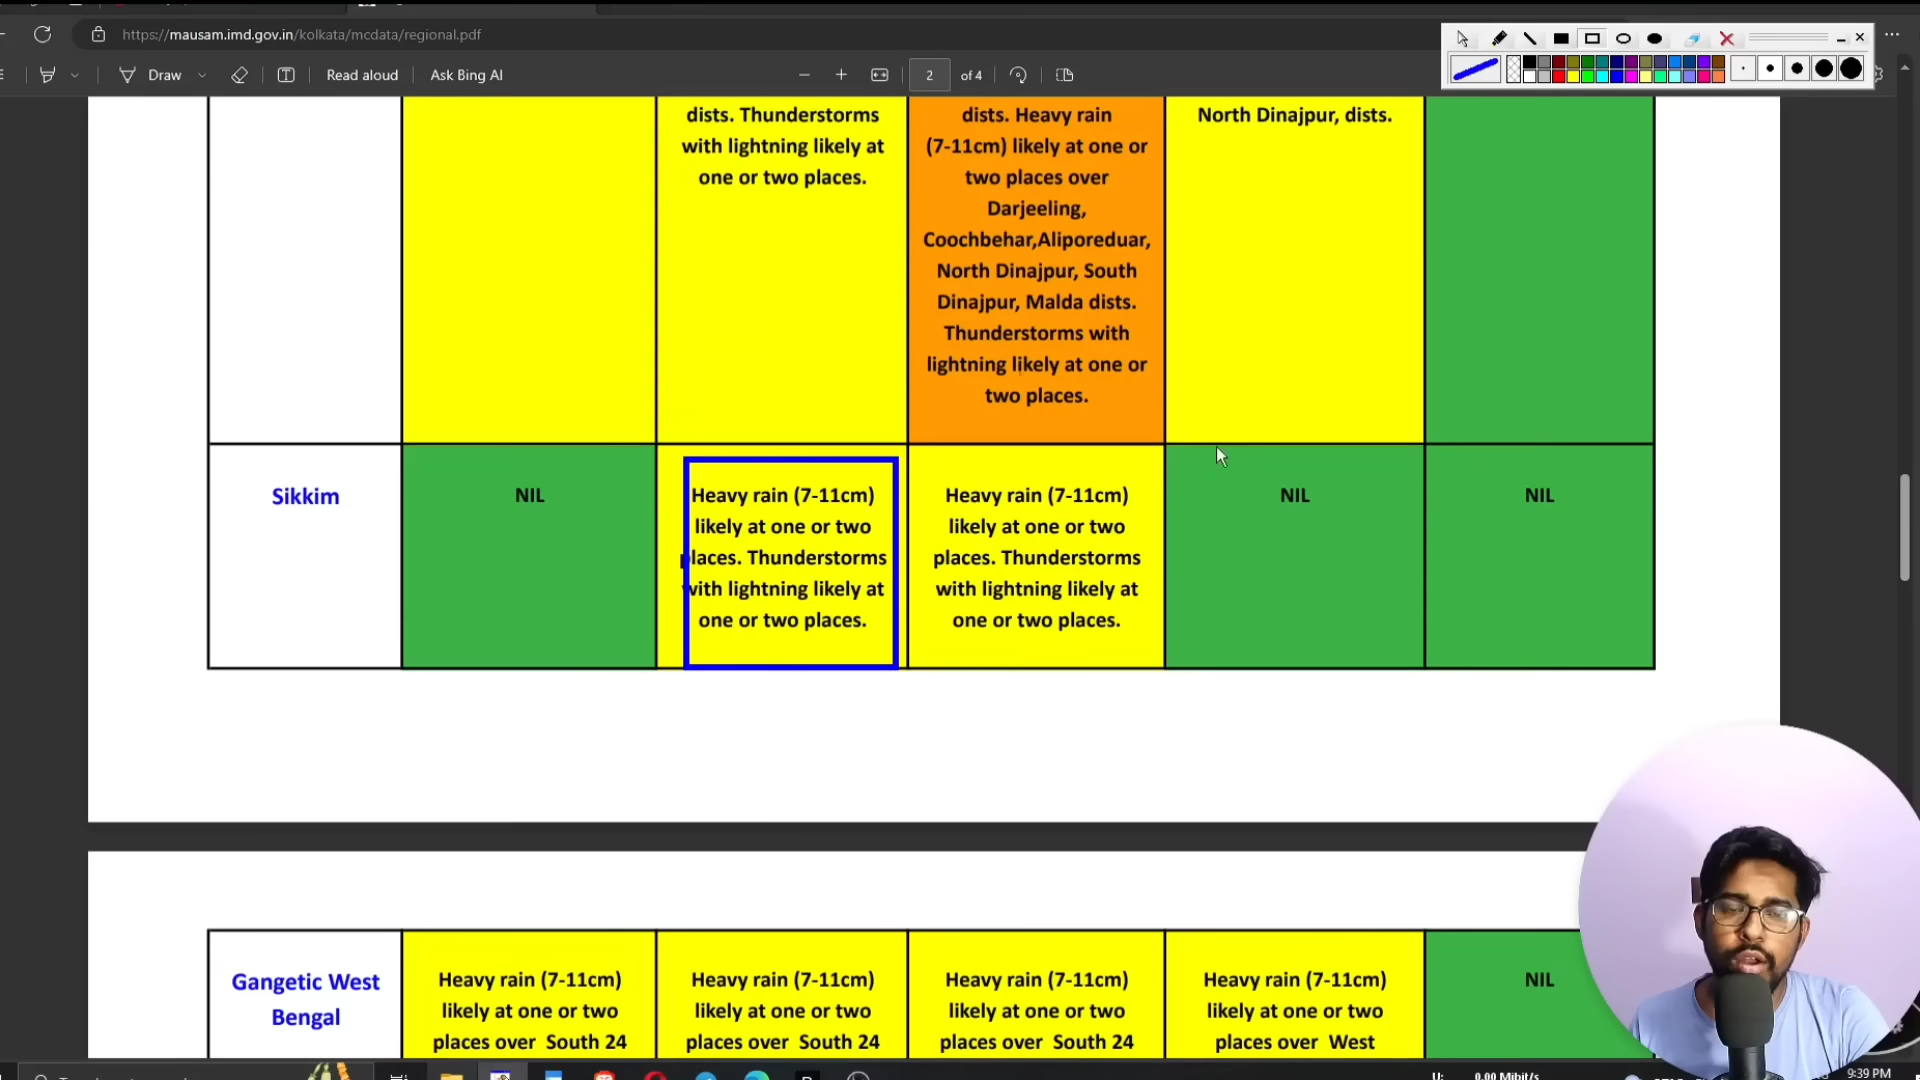 https://mausam.imd.gov.in/kolkata/mcdata/regional.pdf
Draw
Read aloud
Ask Bing AI
2
of 4
dists. Thunderstorms
with lightning likely at
one or two places.
dists. Heavy rain
(7-11cm) likely at one or
two places over
Darjeeling,
Coochbehar,Aliporeduar,
North Dinajpur, South
Dinajpur, Malda dists.
Thunderstorms with
lightning likely at one or
two places.
North Dinajpur, dists.
Sikkim
NIL
Heavy rain (7-11cm)
likely at one or two
places. Thunderstorms
with lightning likely at
one or two places.
Heavy rain (7-11cm)
likely at one or two
places. Thunderstorms
with lightning likely at
one or two places.
NIL
NIL
Gangetic West
Bengal
Heavy rain (7-11cm)
likely at one or two
places over South 24
Heavy rain (7-11cm)
likely at one or two
places over South 24
Heavy rain (7-11cm)
likely at one or two
places over South 24
Heavy rain (7-11cm)
likely at one or two
places over West
NIL
U:
0.00 Mibit/s
9:39 PM